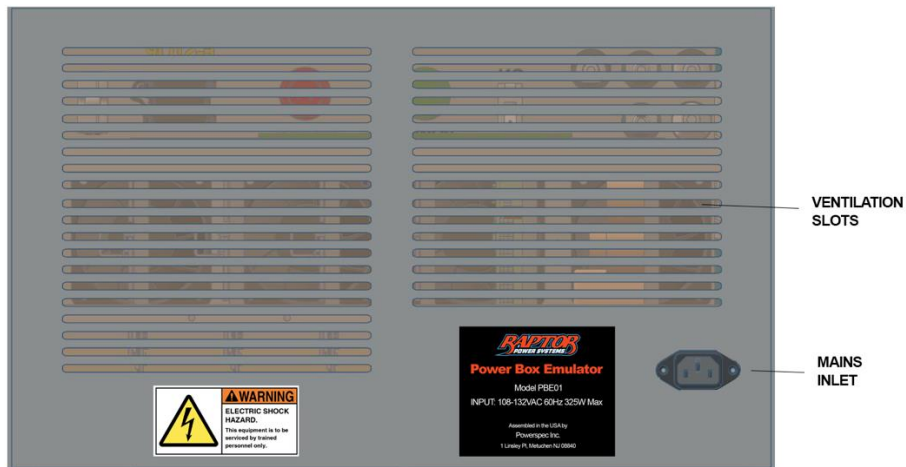 VENTILATION
SLOTS
RAPTOR
POWER SYSTEMS
Power Box Emulator
Model PBE01
INPUT: 108-132VAC 60Hz 325W Max
Assembled in the USA by
Powerspec Inc.
1 Linsley Pl, Metuchen NJ 08840
MAINS
INLET
WARNING
ELECTRIC SHOCK
HAZARD.
This equipment is to be
serviced by trained
personnel only.